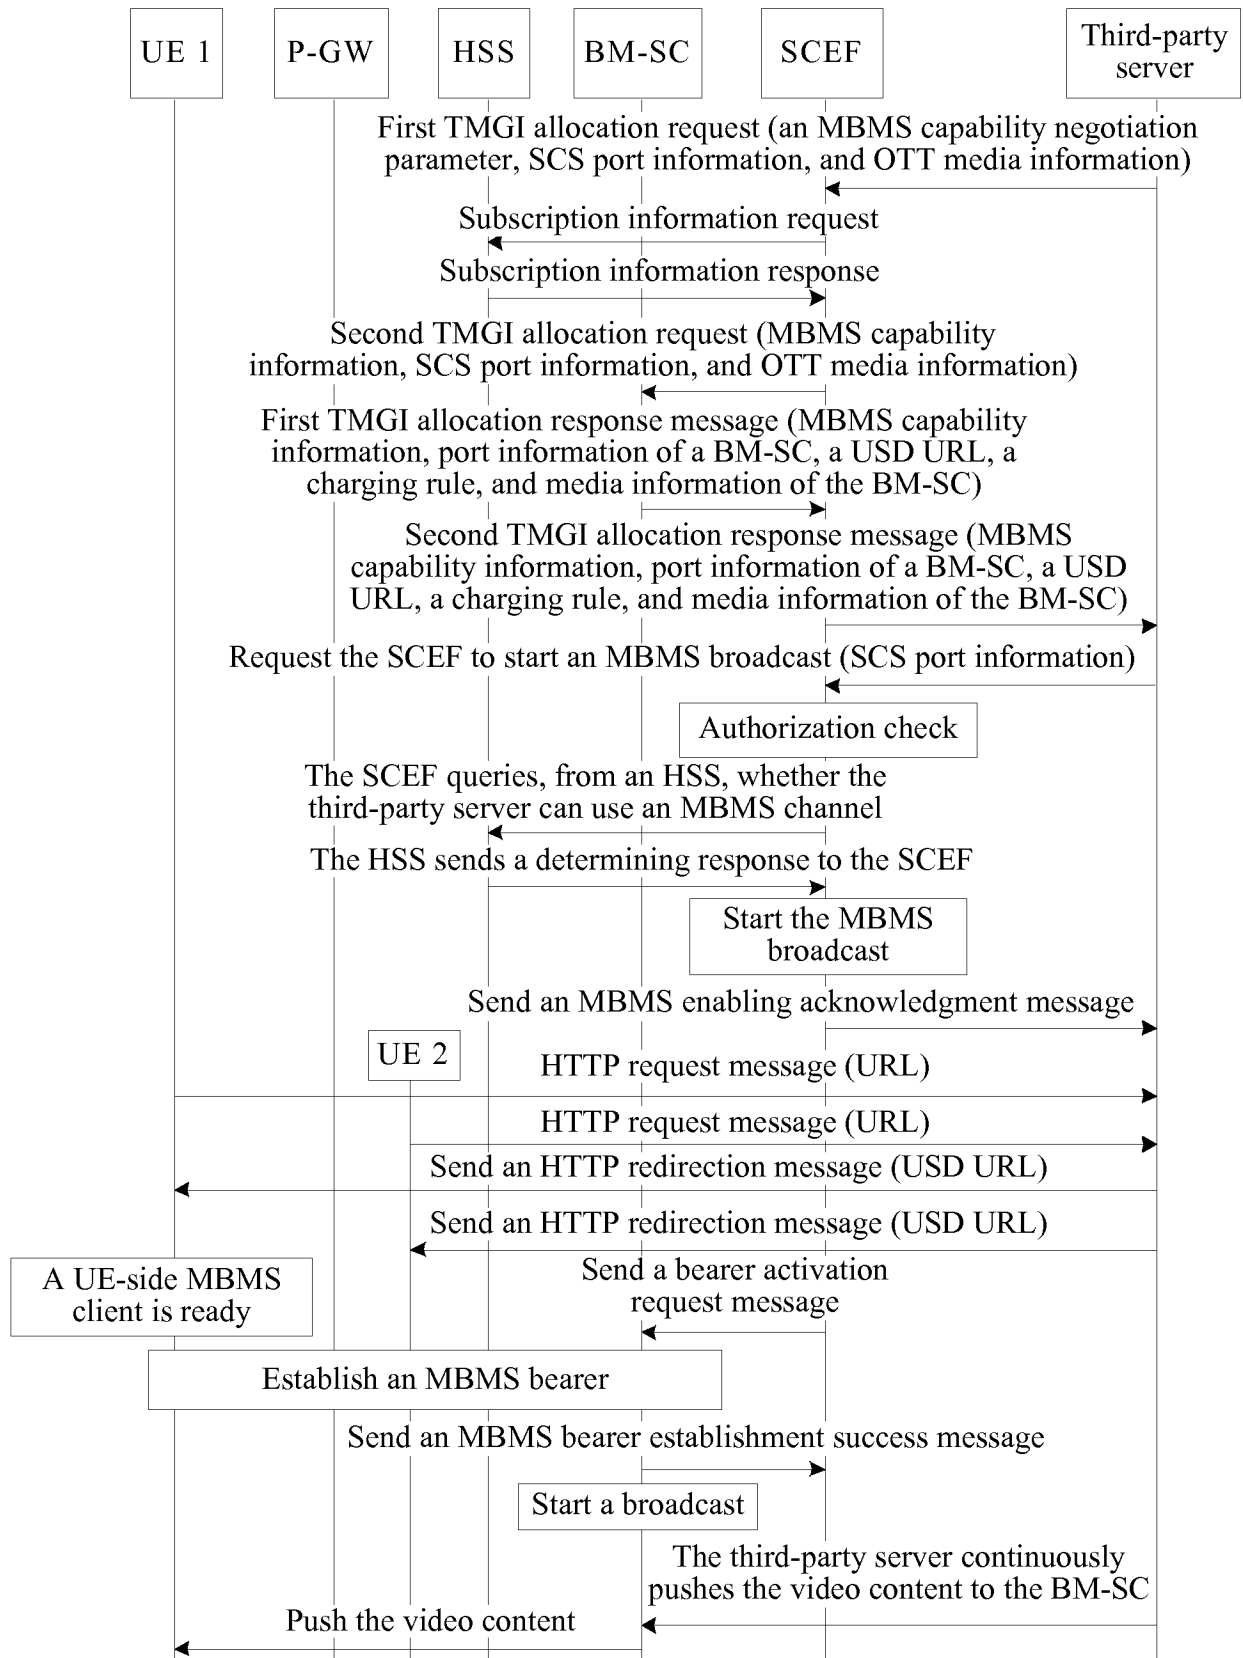 UE 1
P-GW
HSS
BM-SC
SCEF
Third-party
server
First TMGI allocation request (an MBMS capability negotiation
parameter, SCS port information, and OTT media information)
Subscription information request
Subscription information response
Second TMGI allocation request (MBMS capability
information, SCS port information, and OTT media information)
First TMGI allocation response message (MBMS capability
information, port information of a BM-SC, a USD URL, a
charging rule, and media information of the BM-SC)
Second TMGI allocation response message (MBMS
capability information, port information of a BM-SC, a USD
URL, a charging rule, and media information of the BM-SC)
Request the SCEF to start an MBMS broadcast (SCS port information)
Authorization check
The SCEF queries, from an HSS, whether the
third-party server can use an MBMS channel
The HSS sends a determining response to the SCEF
Start the MBMS
broadcast
Send an MBMS enabling acknowledgment message
UE 2
HTTP request message (URL)
HTTP request message (URL)
Send an HTTP redirection message (USD URL)
Send an HTTP redirection message (USD URL)
A UE-side MBMS
client is ready
Send a bearer activation
request message
Establish an MBMS bearer
Send an MBMS bearer establishment success message
Start a broadcast
The third-party server continuously
pushes the video content to the BM-SC
Push the video content